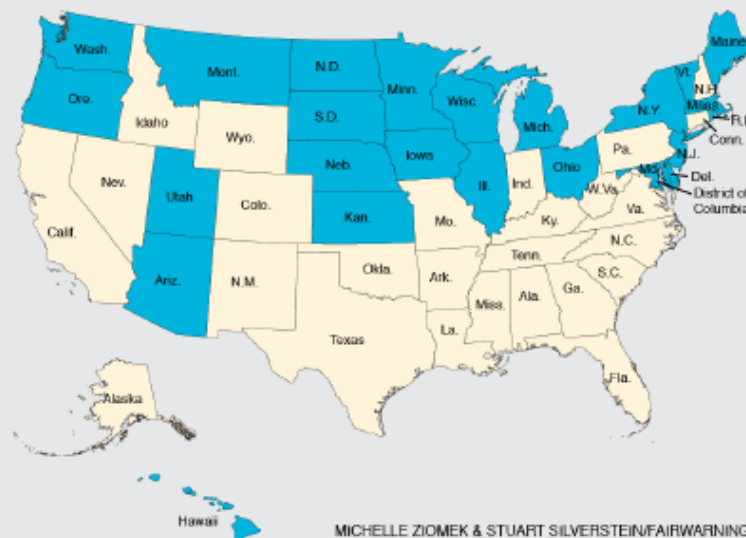 Wash.
Maine
Mont.
N.D.
Vt.
Minn.
N.H.
Ore.
Mass.
Idaho
S.D.
Wisc.
N.Y.
R.I.
Mich.
Conn.
Wyo.
Pa.
Neb.
Iowa
N.J.
Ohio
Md.
Del.
Nev.
Utah
Ill.
Ind.
W.Va.
District of
Columbia
Colo.
Kan.
Mo.
Ky.
Va.
Calif.
N.C.
Tenn.
Ariz.
N.M.
Okla.
Ark.
S.C.
Miss.
Ala.
Ga.
Texas
La.
Fla.
Alaska
Hawaii
MICHELLE ZIOMEK & STUART SILVERSTEIN/FAIRWARNING